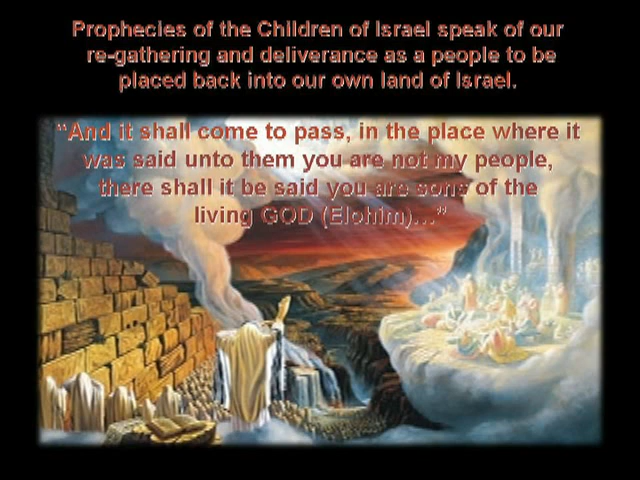 Prophecies of the Children of Israel speak of our
re-gathering and deliverance as a people to be
placed back into our own land of Israel.
“And it shall come to pass, in the place where it
was said unto them you are not my people,
there shall it be said you are sons of the
living GOD (Elohim)…”